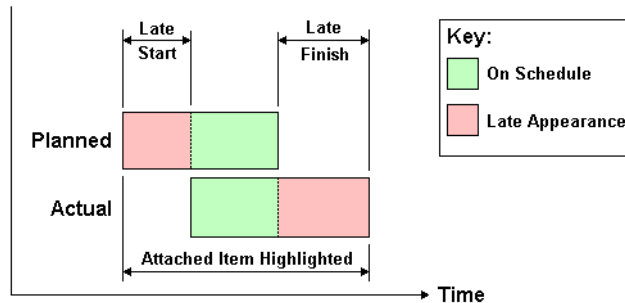 Late
Start
Late
Finish
Key:
On Schedule
Late Appearance
Planned
Actual
Attached Item Highlighted
Time